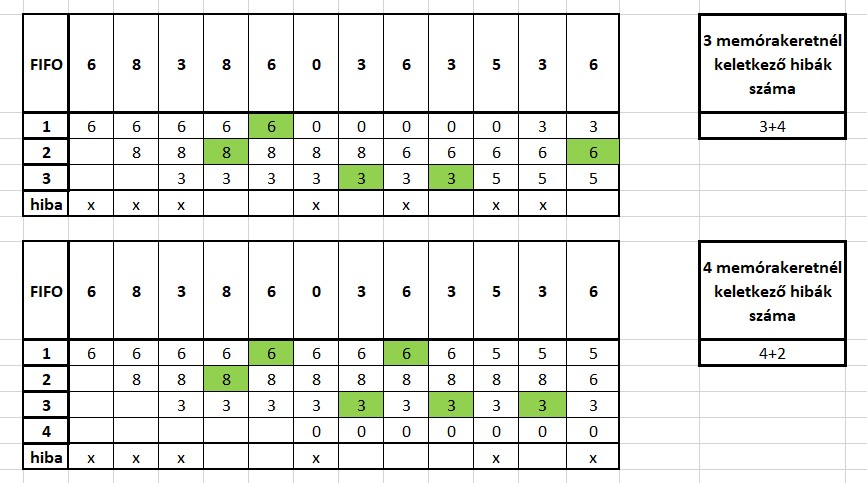 FIFO 6 8 3 8 6 0 3 6 3 5 3 6
1 6 6 6 6 6 0 0 0 0 0 3 3
2 8 8 8 8 8 8 6 6 6 6 6
3 3 3 3 3 3 3 3 5 5 5
hiba x x x x x x x
3 memórakeretnél
keletkező hibák
száma
3+4
FIFO 6 8 3 8 6 0 3 6 3 5 3 6
1 6 6 6 6 6 6 6 6 6 5 5 5
2 8 8 8 8 8 8 8 8 8 8 6
3 3 3 3 3 3 3 3 3 3 3
4 0 0 0 0 0 0 0
hiba x x x x x x
4 memórakeretnél
keletkező hibák
száma
4+2